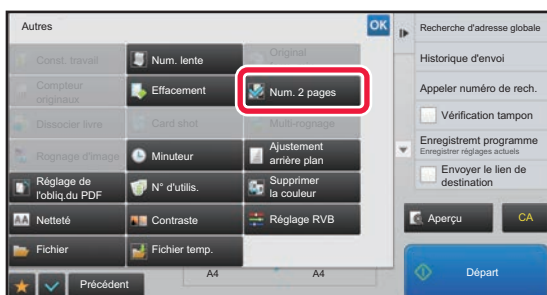 Autres
OK
Const. travail
Num. lente
Original
Compteur
originaux
Effacement
Num. 2 pages
Dissocier livre
Card shot
Multi-rognage
Rognage d'image
Minuteur
Ajustement
arrière plan
Réglage de
l'obliq.du PDF
N° d'utilis.
Supprimer
la couleur
AA Netteté
Contraste
Réglage RVB
Fichier
Fichier temp.
Précédent
A4
A4
Recherche d'adresse globale
Historique d'envoi
Appeler numéro de rech.
Vérification tampon
Enregistremt programme
Enregistrer réglages actuels
Envoyer le lien de
destination
Aperçu
CA
Départ